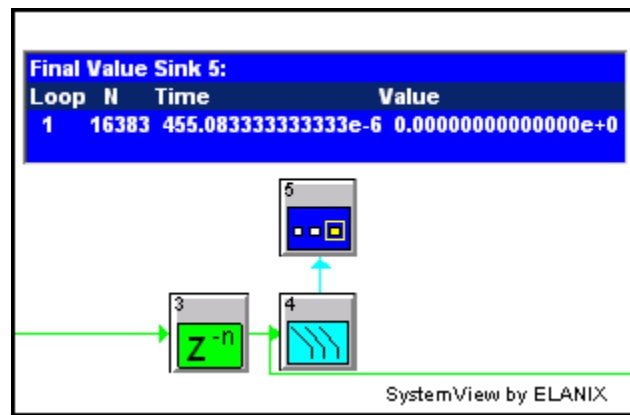 Final Value Sink 5:
Loop N Time Value
1 16383 455.083333333333e-6 0.00000000000000e+0
5
3
4
Z⁻ⁿ
SystemView by ELANIX